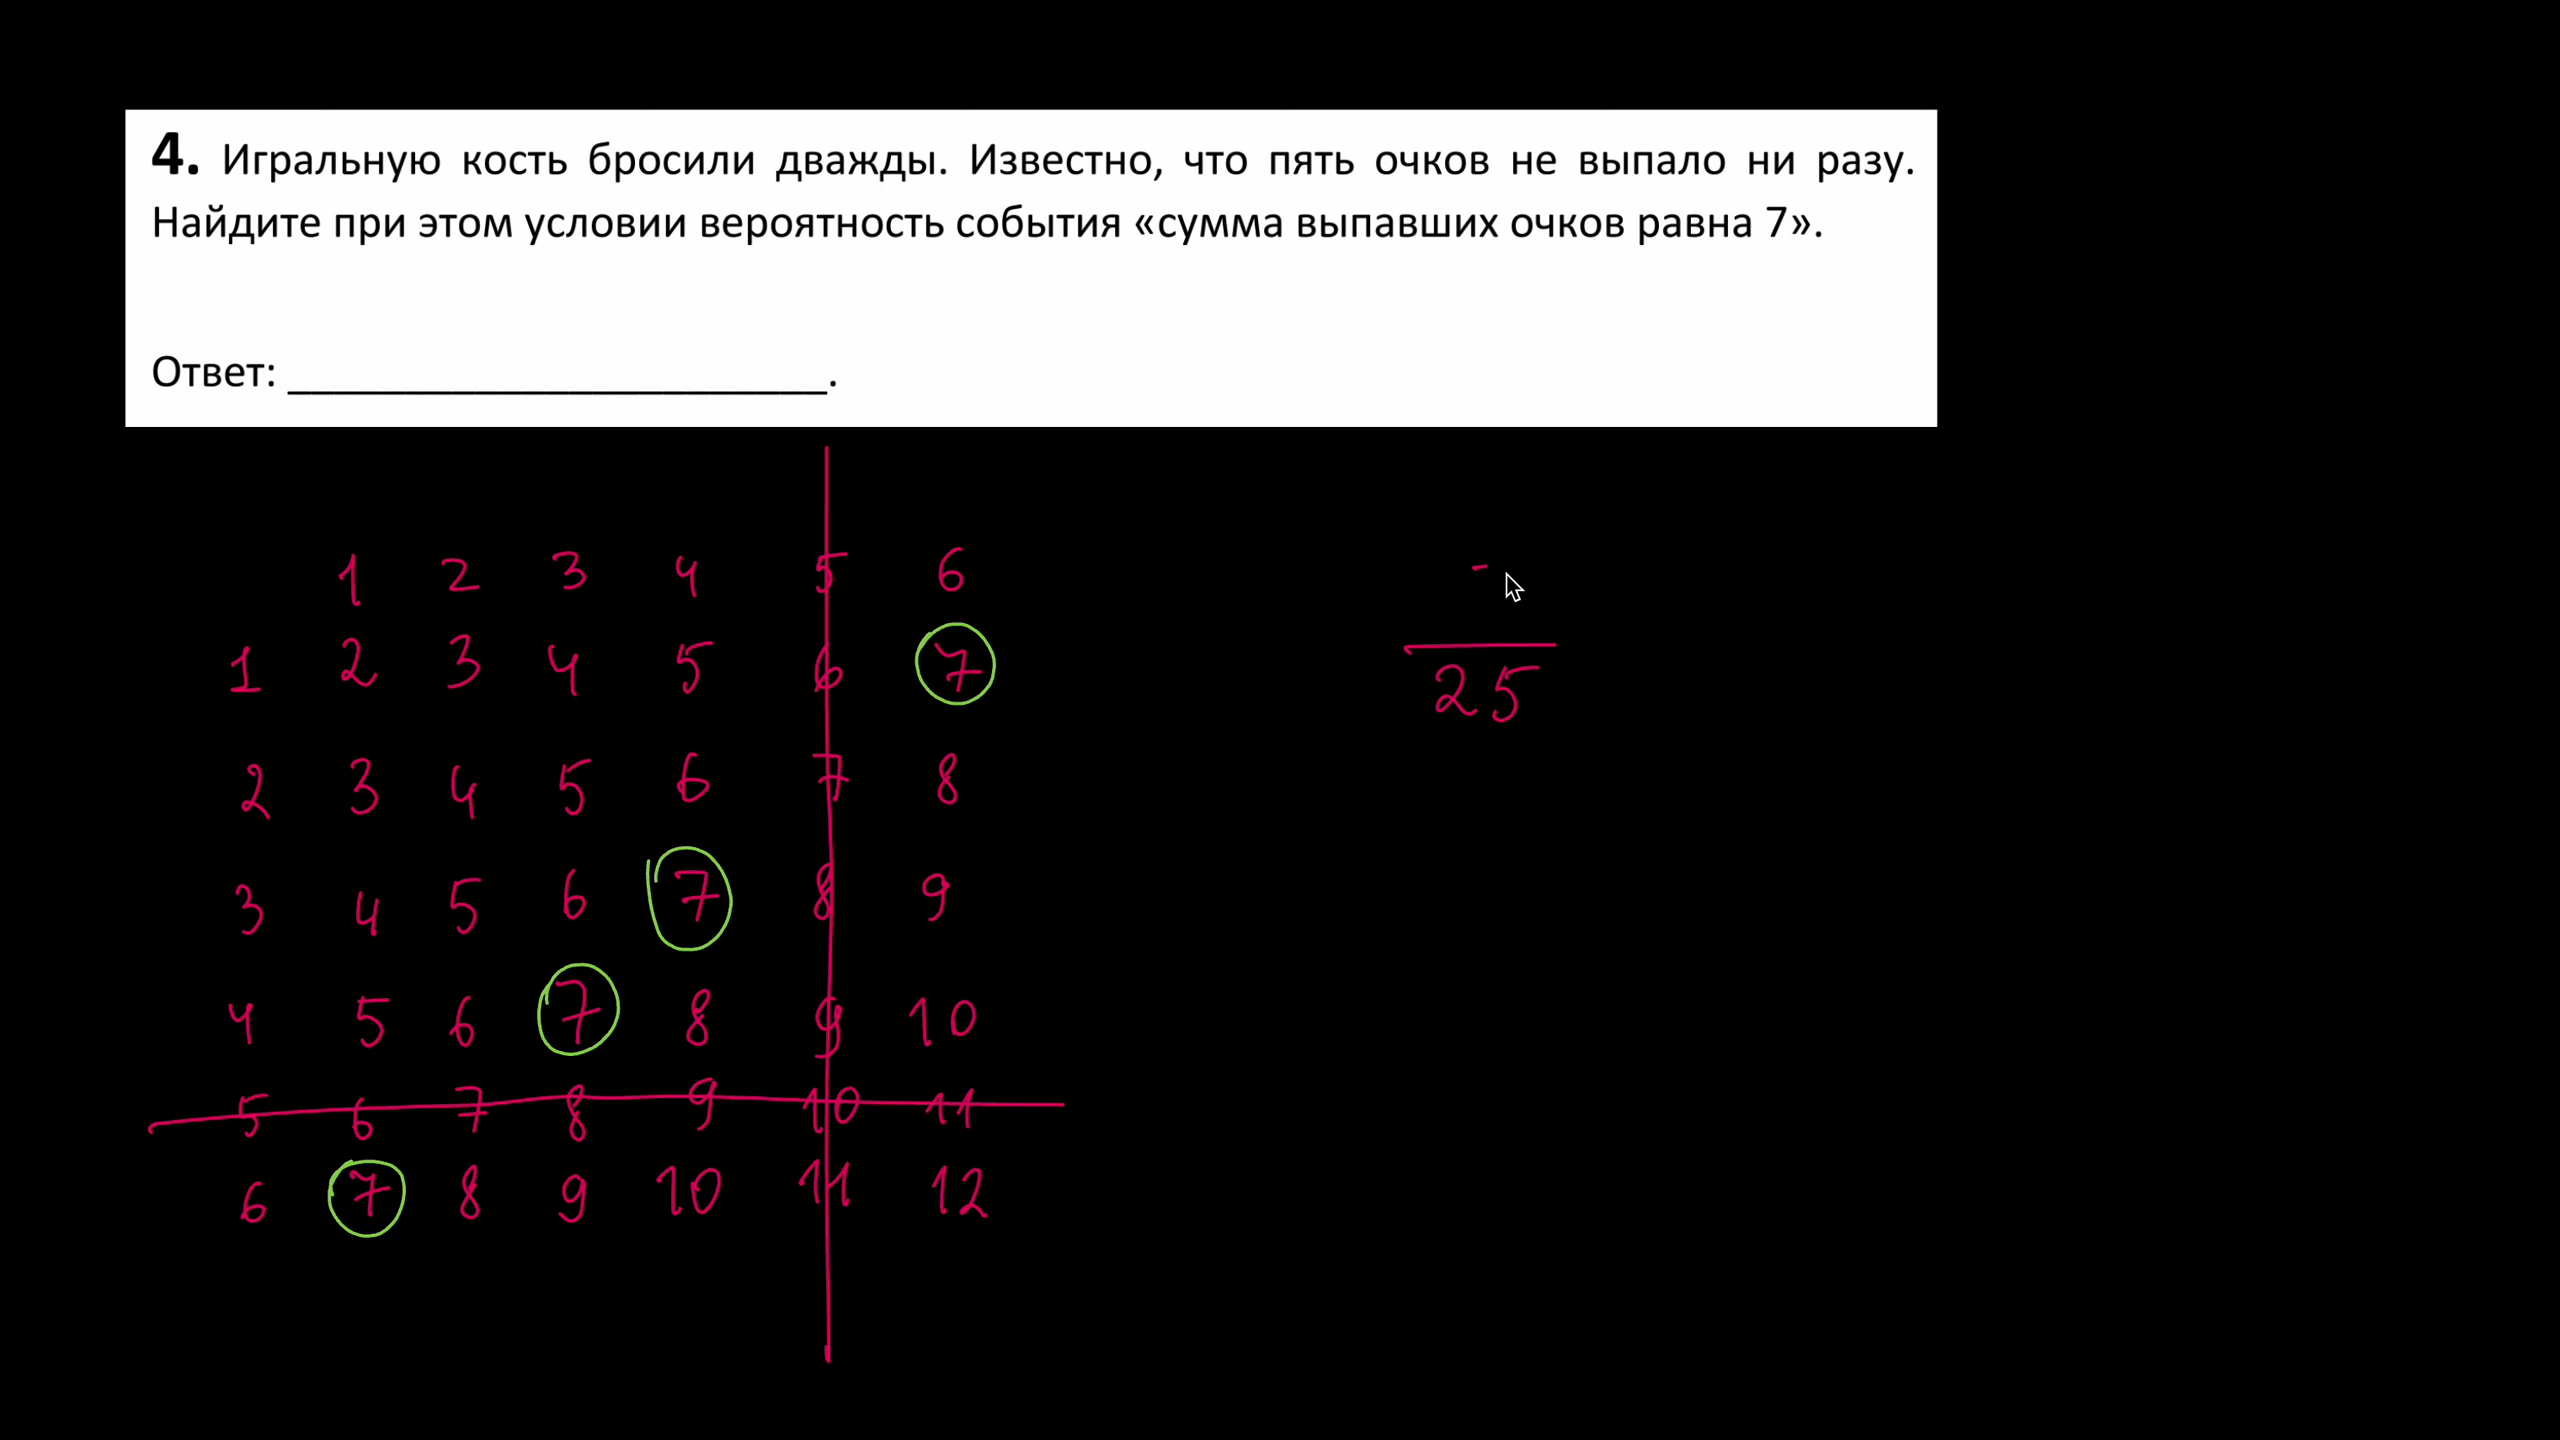 4. Игральную кость бросили дважды. Известно, что пять очков не выпало ни разу.
Найдите при этом условии вероятность события «сумма выпавших очков равна 7».
Ответ: _______________________.
1 2 3 4 5 6
1 2 3 4 5 6 7
2 3 4 5 6 7 8
3 4 5 6 7 8 9
4 5 6 7 8 9 10
5 6 7 8 9 10 11
6 7 8 9 10 11 12
-
25